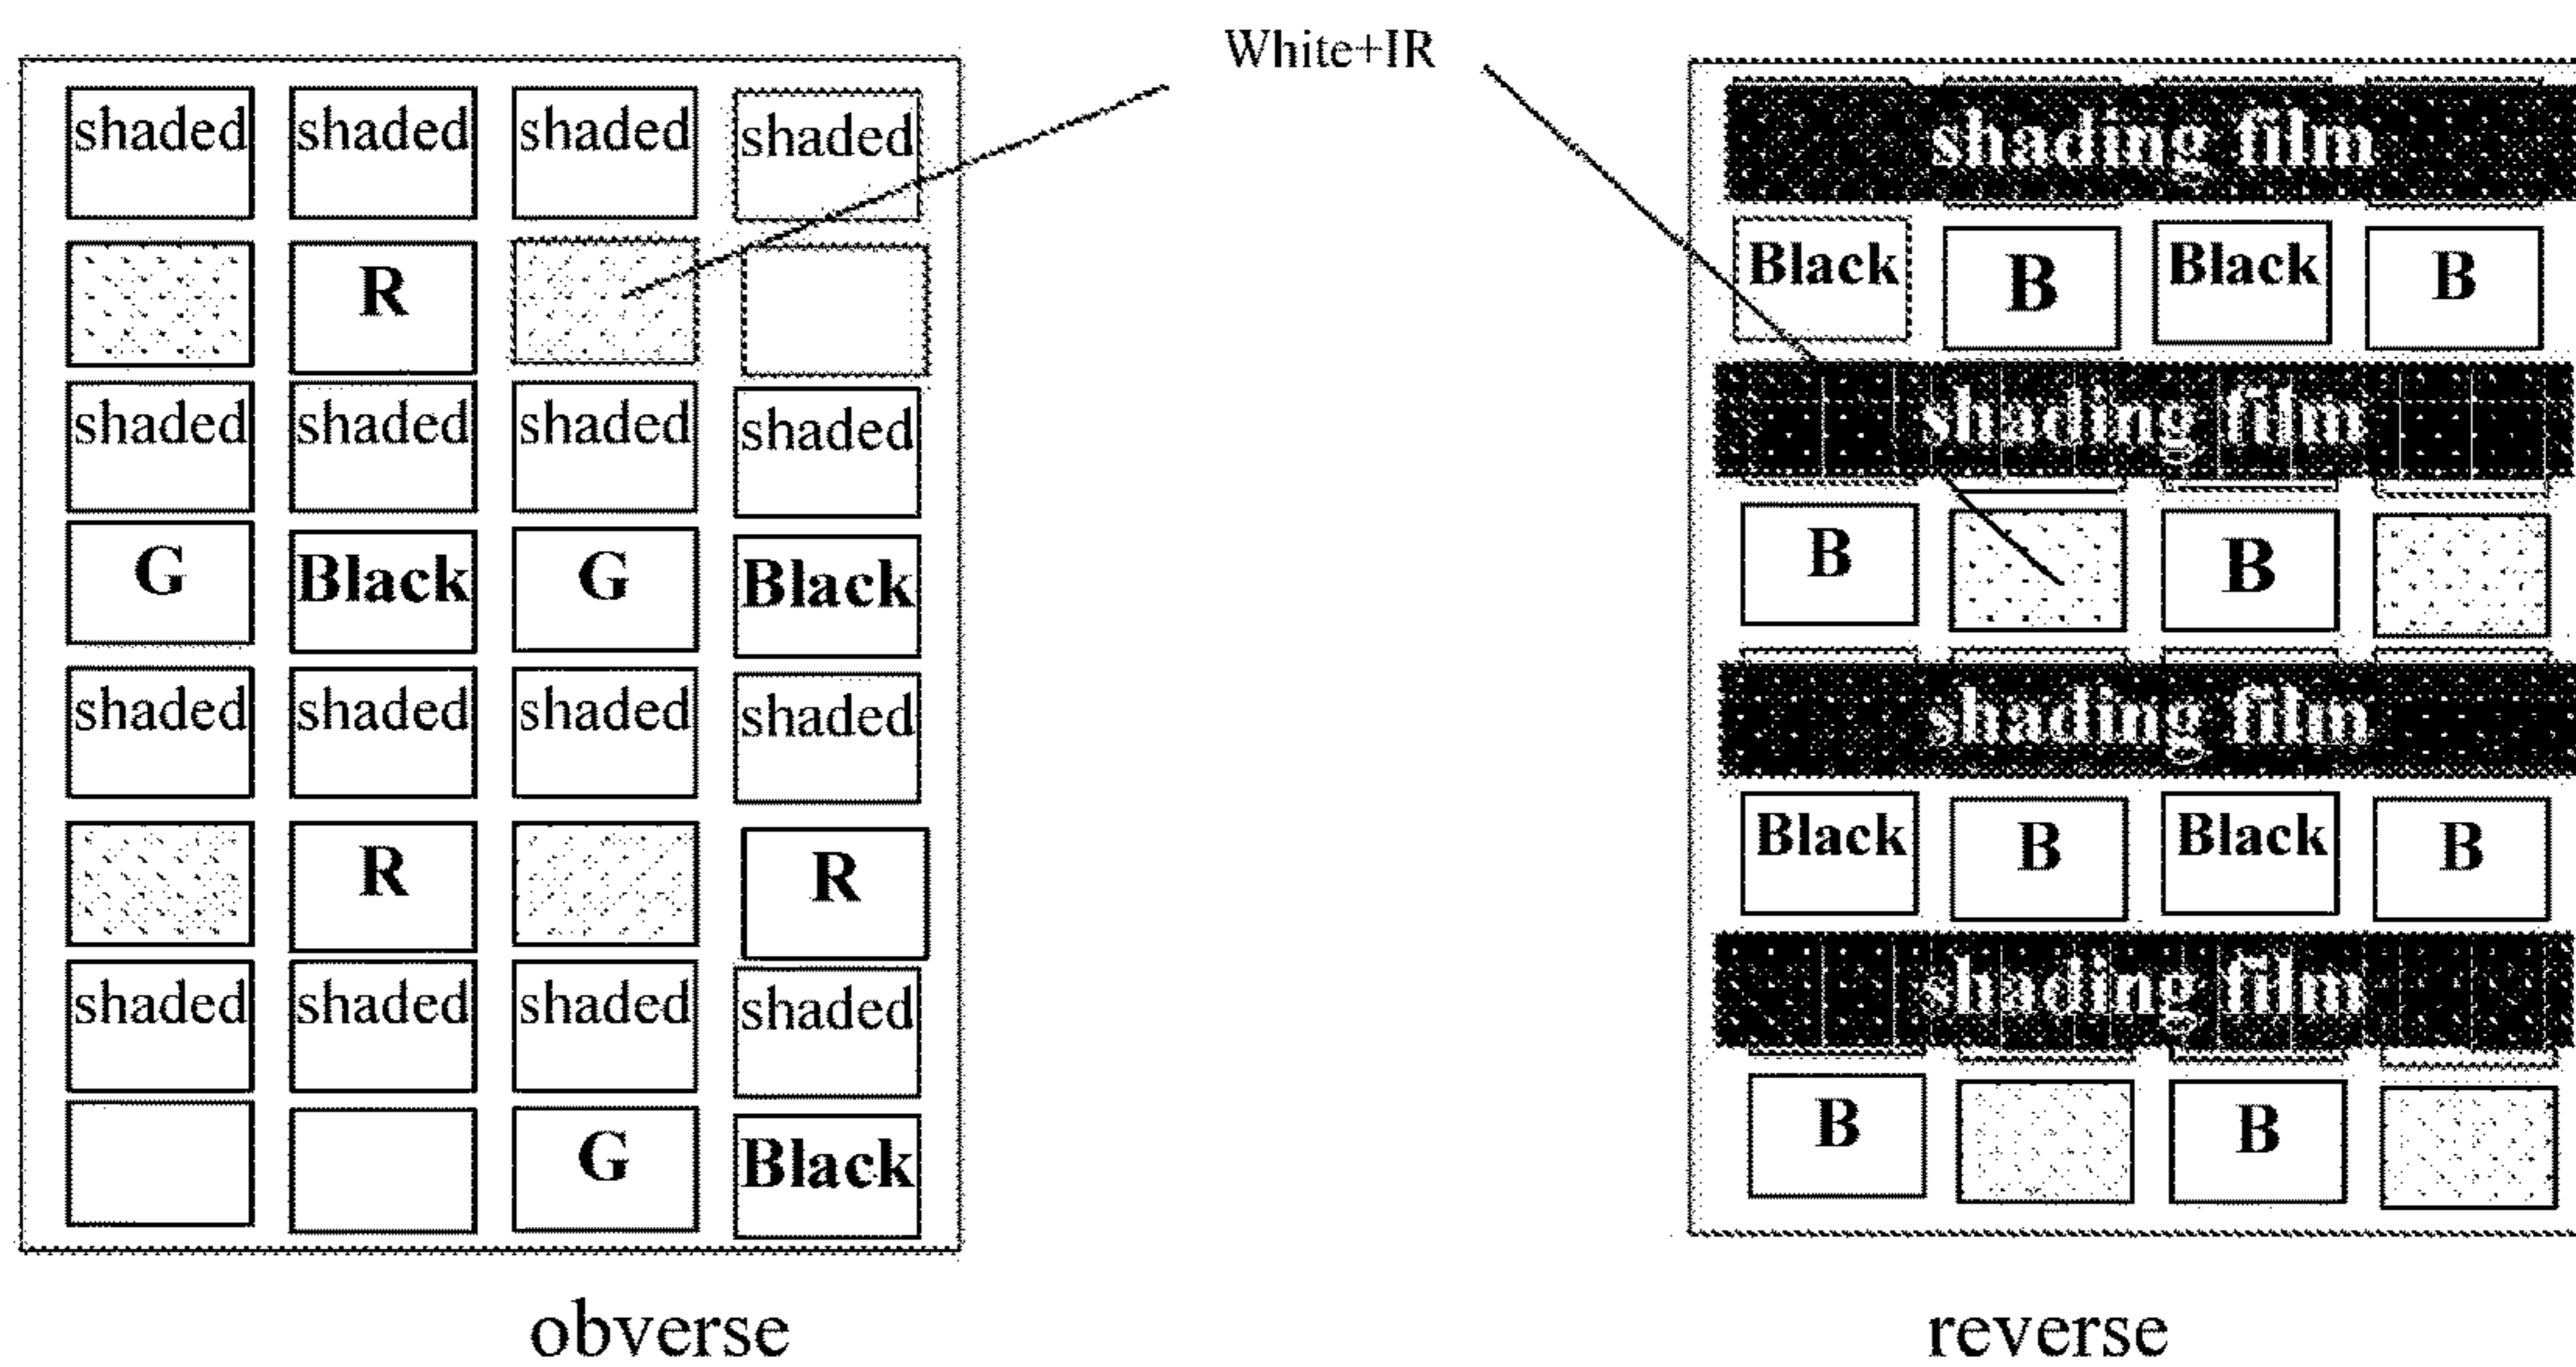 White+IR
shaded shaded shaded shaded
R
shaded shaded shaded shaded
G Black G Black
shaded shaded shaded shaded
R R
shaded shaded shaded shaded
G Black
obverse
shading film
Black B Black B
shading film
B B
shading film
Black B Black B
shading film
B B
reverse